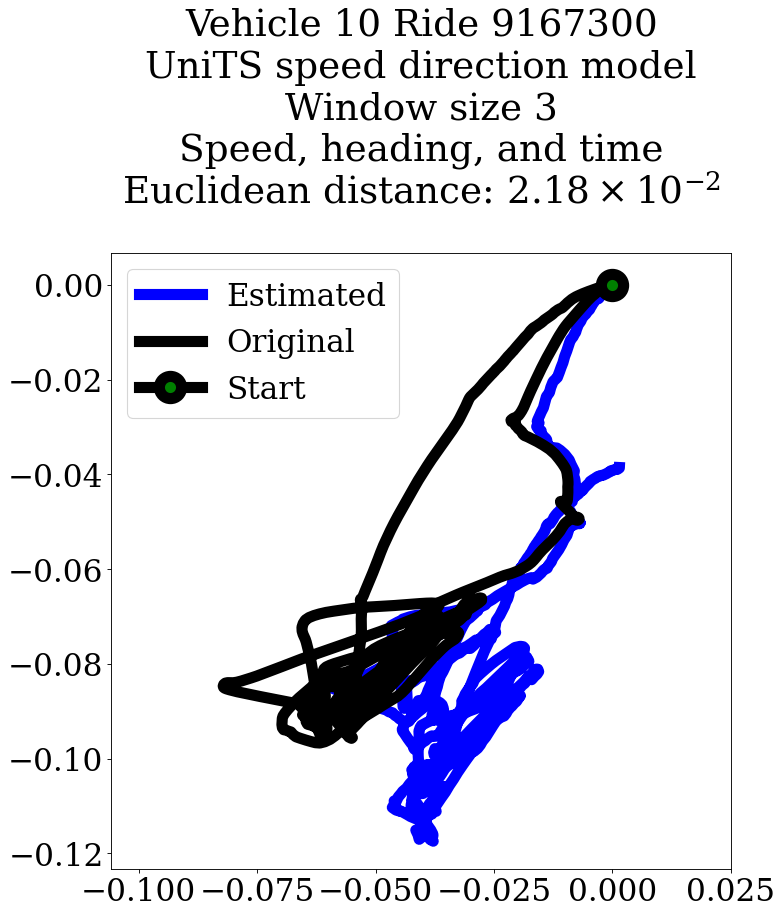 Vehicle 10 Ride 9167300
UniTS speed direction model
Window size 3
Speed, heading, and time
Euclidean distance: 2.18 × 10⁻²
Estimated
Original
Start
0.00
−0.02
−0.04
−0.06
−0.08
−0.10
−0.12
−0.100 −0.075 −0.050 −0.025 0.000 0.025